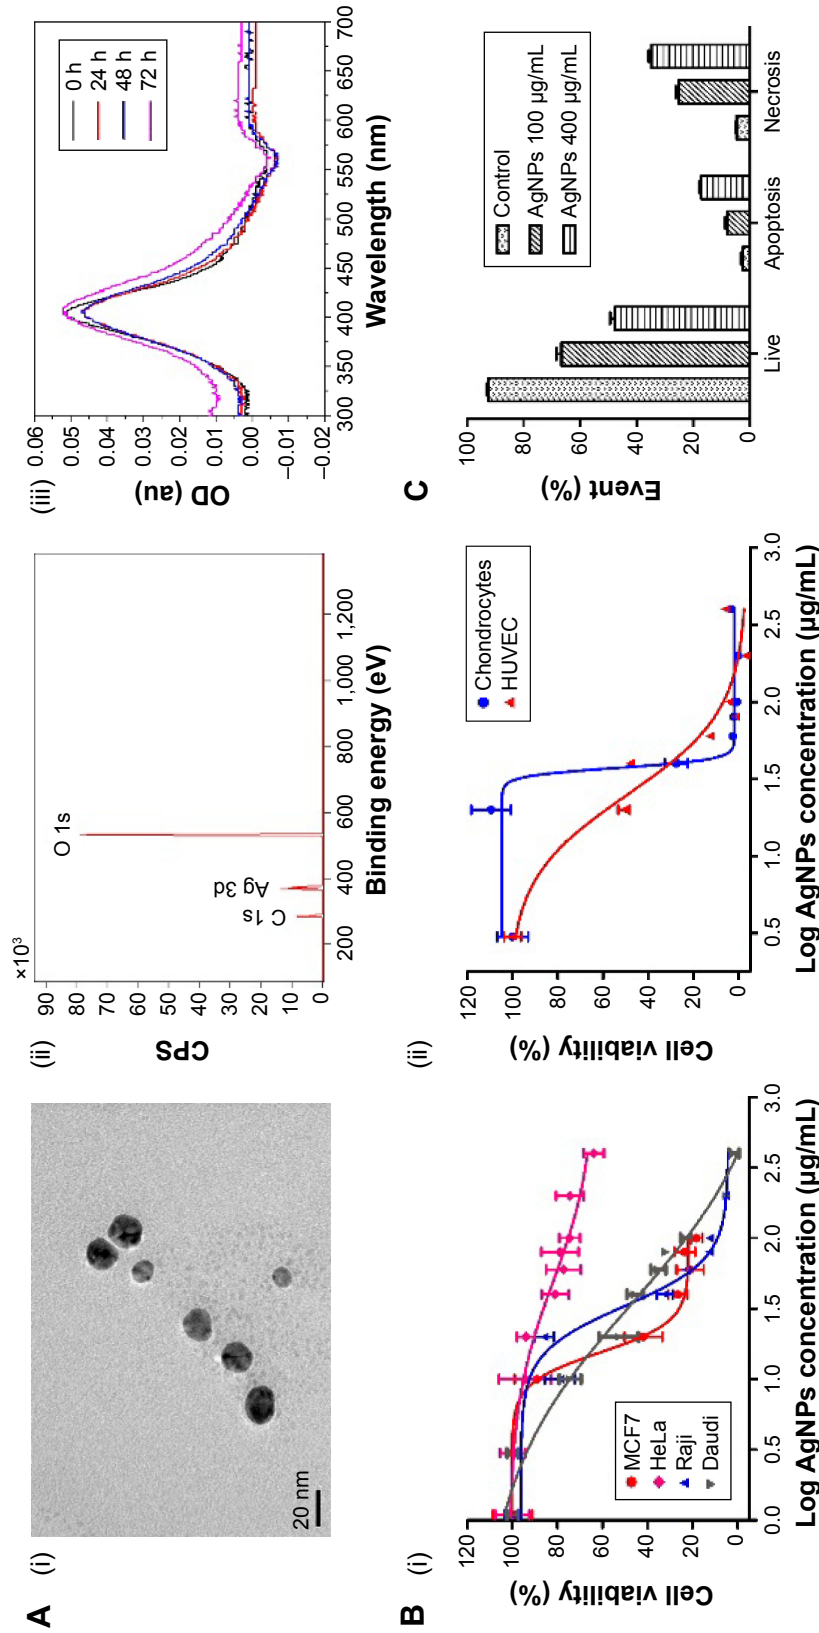 A
(i)
20 nm
(ii)
×10³
90
80
70
60
50
40
30
20
10
0
CPS
O 1s
Ag 3d
C 1s
200
400
600
800
1,000
1,200
Binding energy (eV)
(iii)
0.06
0.05
0.04
0.03
0.02
0.01
0.00
−0.01
−0.02
OD (au)
0 h
24 h
48 h
72 h
300
350
400
450
500
550
600
650
700
Wavelength (nm)
B
(i)
120
100
80
60
40
20
0
Cell viability (%)
MCF7
HeLa
Raji
Daudi
0.0
0.5
1.0
1.5
2.0
2.5
3.0
Log AgNPs concentration (µg/mL)
(ii)
120
100
80
60
40
20
0
Cell viability (%)
Chondrocytes
HUVEC
0.5
1.0
1.5
2.0
2.5
3.0
Log AgNPs concentration (µg/mL)
C
100
80
60
40
20
0
Event (%)
Control
AgNPs 100 µg/mL
AgNPs 400 µg/mL
Live
Apoptosis
Necrosis